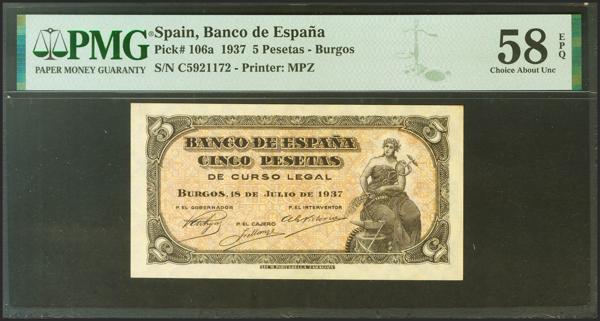 PMG
PAPER MONEY GUARANTY
Spain, Banco de España
Pick# 106a 1937 5 Pesetas - Burgos
S/N C5921172 - Printer: MPZ
58 EPQ
Choice About Unc
5
5
BANCO DE ESPAÑA
CINCO PESETAS
DE CURSO LEGAL
BURGOS, 18 DE JULIO DE 1937
P. EL GOBERNADOR
P. EL INTERVENTOR
P. EL CAJERO
5
5